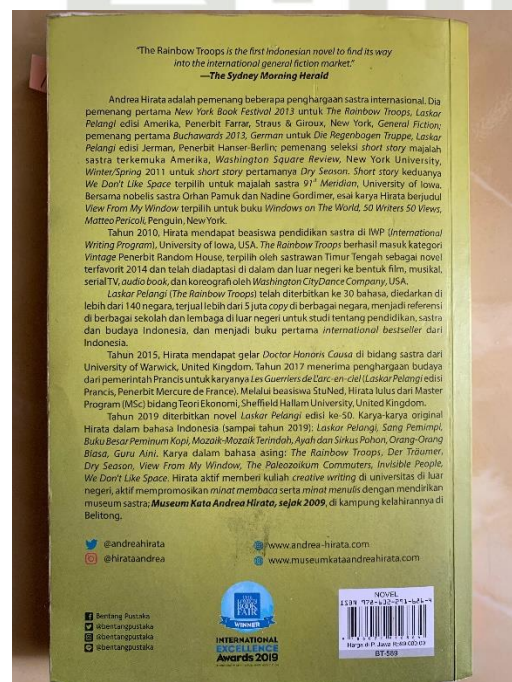 "The Rainbow Troops is the first Indonesian novel to find its way
into the international general fiction market."
—The Sydney Morning Herald
Andrea Hirata adalah pemenang beberapa penghargaan sastra internasional. Dia
pemenang pertama New York Book Festival 2013 untuk The Rainbow Troops, Laskar
Pelangi edisi Amerika, Penerbit Farrar, Straus & Giroux, New York, General Fiction;
pemenang pertama Buchawards 2013, German untuk Die Regenbogen Truppe, Laskar
Pelangi edisi Jerman, Penerbit Hanser-Berlin; pemenang seleksi short story majalah
sastra terkemuka Amerika, Washington Square Review, New York University,
Winter/Spring 2011 untuk short story pertamanya Dry Season. Short story keduanya
We Don't Like Space terpilih untuk majalah sastra 91st Meridian, University of Iowa.
Bersama nobelis sastra Orhan Pamuk dan Nadine Gordimer, esai karya Hirata berjudul
View From My Window terpilih untuk buku Windows on The World, 50 Writers 50 Views,
Matteo Pericoli, Penguin, New York.
Tahun 2010, Hirata mendapat beasiswa pendidikan sastra di IWP (International
Writing Program), University of Iowa, USA. The Rainbow Troops berhasil masuk kategori
Vintage Penerbit Random House, terpilih oleh sastrawan Timur Tengah sebagai novel
terfavorit 2014 dan telah diadaptasi di dalam dan luar negeri ke bentuk film, musikal,
serial TV, audio book, dan koreografi oleh Washington City Dance Company, USA.
Laskar Pelangi (The Rainbow Troops) telah diterbitkan ke 30 bahasa, diedarkan di
lebih dari 140 negara, terjual lebih dari 5 juta copy di berbagai negara, menjadi referensi
di berbagai sekolah dan lembaga di luar negeri untuk studi tentang pendidikan, sastra
dan budaya Indonesia, dan menjadi buku pertama international bestseller dari
Indonesia.
Tahun 2015, Hirata mendapat gelar Doctor Honoris Causa di bidang sastra dari
University of Warwick, United Kingdom. Tahun 2017 menerima penghargaan budaya
dari pemerintah Prancis untuk karyanya Les Guerriers de L'arc-en-ciel (Laskar Pelangi edisi
Prancis, Penerbit Mercure de France). Melalui beasiswa StuNed, Hirata lulus dari Master
Program (MSc) bidang Teori Ekonomi, Sheffield Hallam University, United Kingdom.
Tahun 2019 diterbitkan novel Laskar Pelangi edisi ke-50. Karya-karya original
Hirata dalam bahasa Indonesia (sampai tahun 2019): Laskar Pelangi, Sang Pemimpi,
Buku Besar Peminum Kopi, Mozaik-Mozaik Terindah, Ayah dan Sirkus Pohon, Orang-Orang
Biasa, Guru Aini. Karya dalam bahasa asing: The Rainbow Troops, Der Träumer,
Dry Season, View From My Window, The Paleozoikum Commuters, Invisible People,
We Don't Like Space. Hirata aktif memberi kuliah creative writing di universitas di luar
negeri, aktif mempromosikan minat membaca serta minat menulis dengan mendirikan
museum sastra; Museum Kata Andrea Hirata, sejak 2009, di kampung kelahirannya di
Belitong.
@andreahirata
www.andrea-hirata.com
@hirataandrea
www.museumkataandreahirata.com
Bentang Pustaka
@bentangpustaka
@bentangpustaka
@bentangpustaka
BOOK
FAIR
WINNER
INTERNATIONAL
EXCELLENCE
Awards 2019
NOVEL
ISBN 978-602-291-686-4
Harga di P. Jawa
BT-569